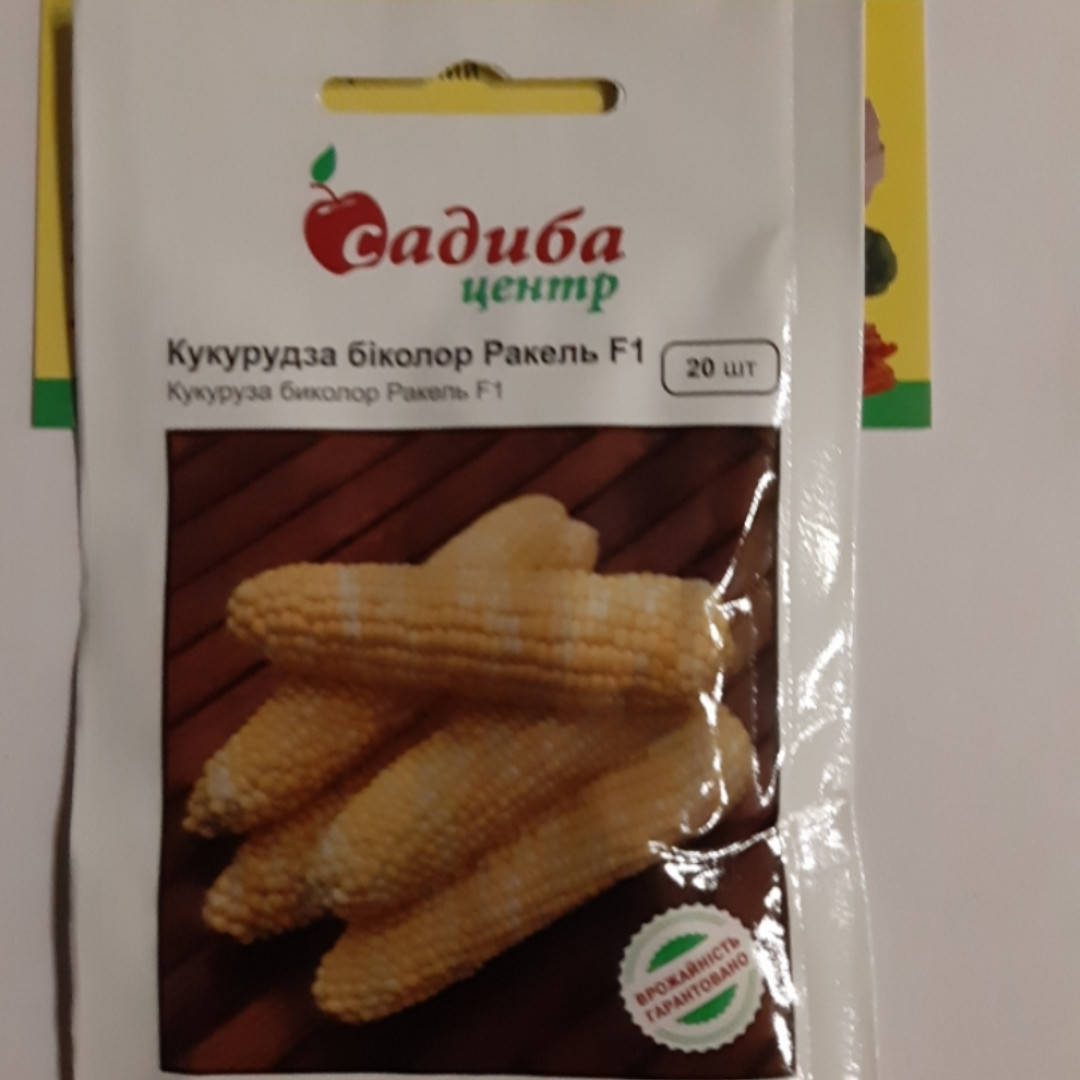 садиба
центр
Кукурудза біколор Ракель F1
20 шт
Кукуруза биколор Ракель F1
ВРОЖАЙНІСТЬ
ГАРАНТОВАНО